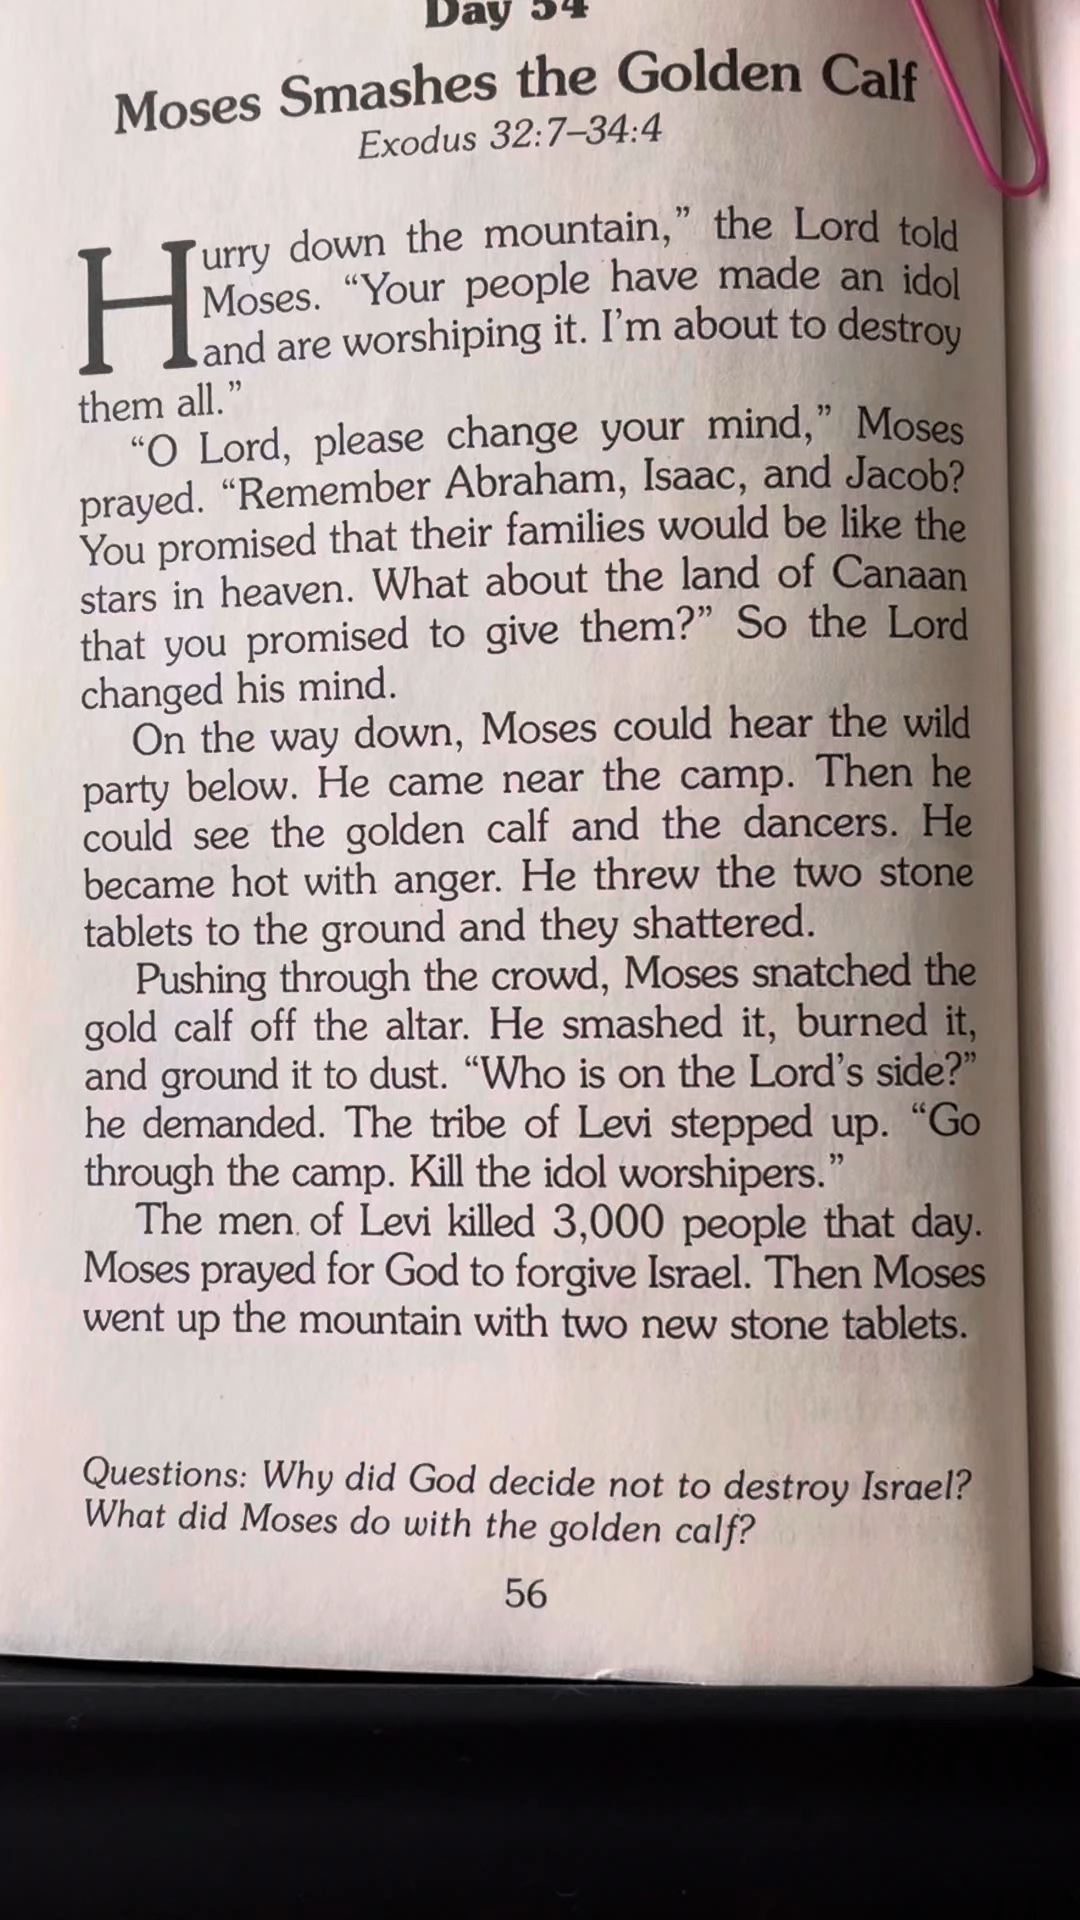 Day 54
Moses Smashes the Golden Calf
Exodus 32:7–34:4
Hurry down the mountain,” the Lord told
Moses. “Your people have made an idol
and are worshiping it. I’m about to destroy
them all.”
“O Lord, please change your mind,” Moses
prayed. “Remember Abraham, Isaac, and Jacob?
You promised that their families would be like the
stars in heaven. What about the land of Canaan
that you promised to give them?” So the Lord
changed his mind.
On the way down, Moses could hear the wild
party below. He came near the camp. Then he
could see the golden calf and the dancers. He
became hot with anger. He threw the two stone
tablets to the ground and they shattered.
Pushing through the crowd, Moses snatched the
gold calf off the altar. He smashed it, burned it,
and ground it to dust. “Who is on the Lord’s side?”
he demanded. The tribe of Levi stepped up. “Go
through the camp. Kill the idol worshipers.”
The men of Levi killed 3,000 people that day.
Moses prayed for God to forgive Israel. Then Moses
went up the mountain with two new stone tablets.
Questions: Why did God decide not to destroy Israel?
What did Moses do with the golden calf?
56